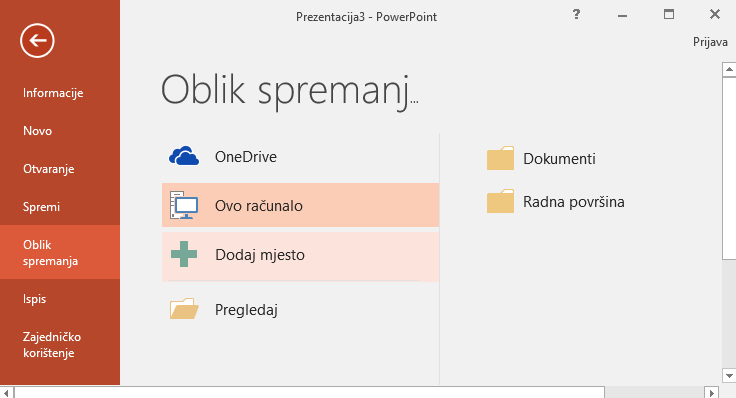 Prezentacija3 - PowerPoint
?
Prijava
Informacije
Novo
Otvaranje
Spremi
Oblik
spremanja
Ispis
Zajedničko
korištenje
Oblik spremanj...
OneDrive
Ovo računalo
Dodaj mjesto
Pregledaj
Dokumenti
Radna površina